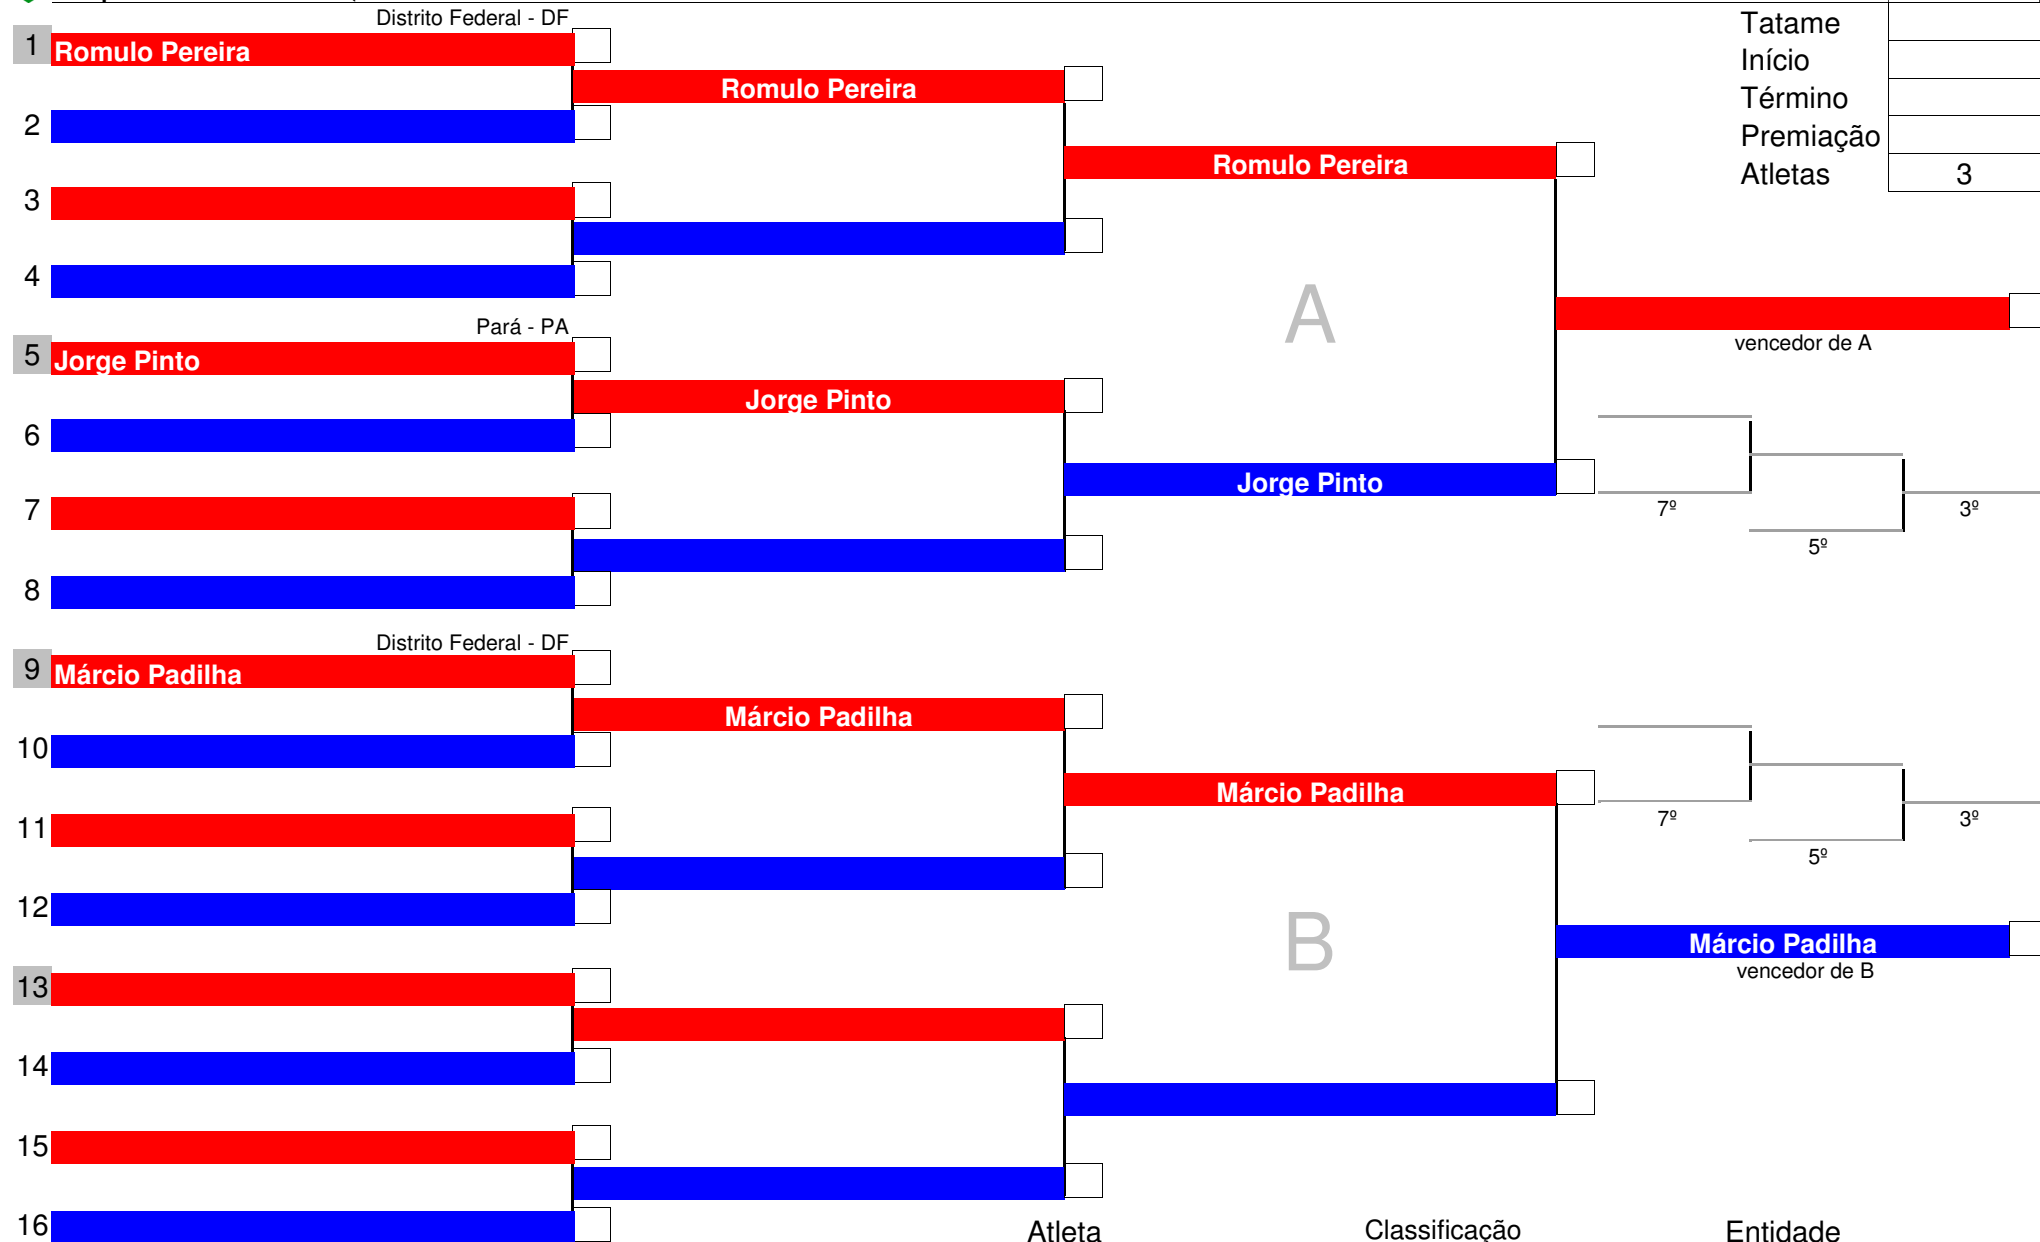 Distrito Federal - DF
Tatame
1 Romulo Pereira
Início
Romulo Pereira
Término
2
Premiação
Romulo Pereira
Atletas 3
3
4
A
Pará - PA
vencedor de A
5 Jorge Pinto
Jorge Pinto
6
Jorge Pinto
7
7º 3º
5º
8
Distrito Federal - DF
9 Márcio Padilha
Márcio Padilha
10
Márcio Padilha
11
7º 3º
5º
12
B
Márcio Padilha
vencedor de B
13
14
15
16
Atleta Classificação Entidade